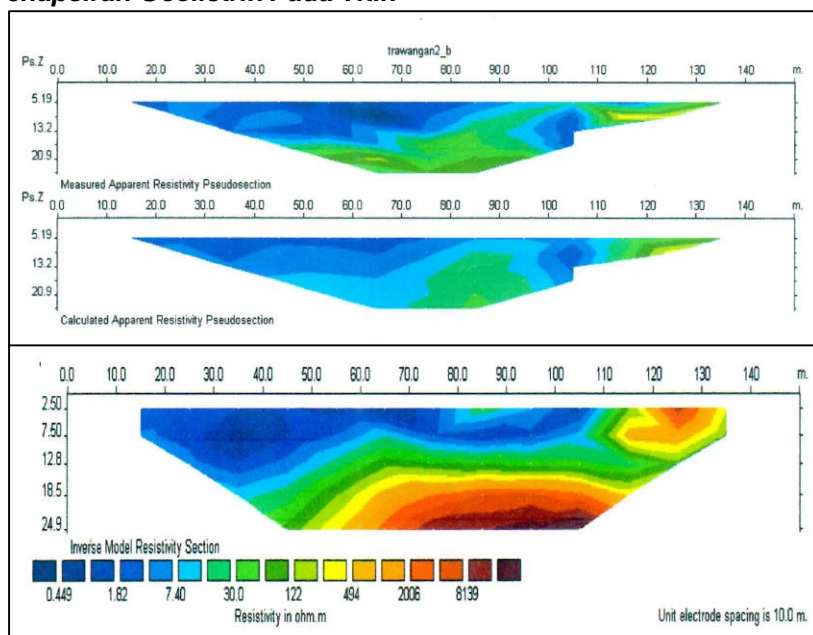 trawangan2_b
Ps.Z 0.0 10.0 20.0 30.0 40.0 50.0 60.0 70.0 80.0 90.0 100.0 110 120 130 140 m.
5.19
13.2
20.9
Measured Apparent Resistivity Pseudosection
Ps.Z 0.0 10.0 20.0 30.0 40.0 50.0 60.0 70.0 80.0 90.0 100.0 110 120 130 140 m.
5.19
13.2
20.9
Calculated Apparent Resistivity Pseudosection
0.0 10.0 20.0 30.0 40.0 50.0 60.0 70.0 80.0 90.0 100.0 110 120 130 140 m.
2.50
7.50
12.8
18.5
24.9
Inverse Model Resistivity Section
0.449 1.82 7.40 30.0 122 494 2006 8139
Resistivity in ohm.m
Unit electrode spacing is 10.0 m.